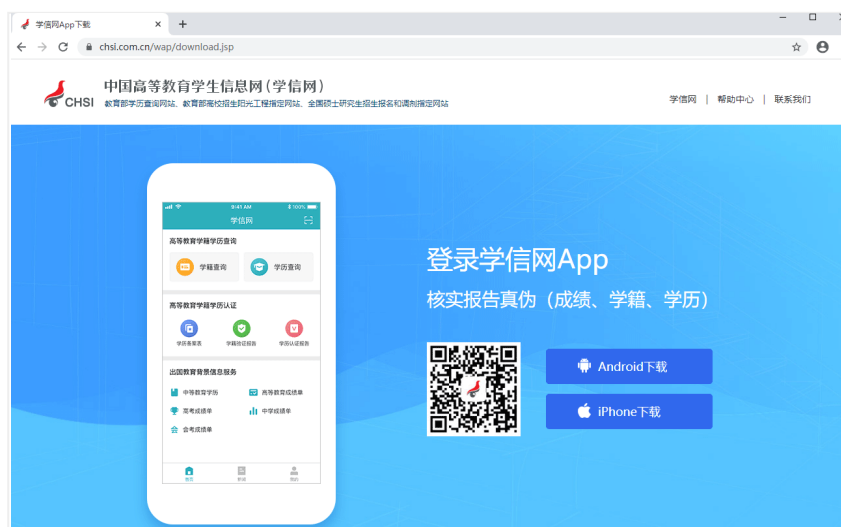 学信网App下载
chsi.com.cn/wap/download.jsp
CHSI
中国高等教育学生信息网(学信网)
教育部学历查询网站、教育部高校招生阳光工程指定网站、全国硕士研究生招生报名和调剂指定网站
学信网 | 帮助中心 | 联系我们
9:41 AM 100%
学信网
高等教育学籍学历查询
学籍查询 学历查询
高等教育学籍学历认证
学历备案表 学籍验证报告 学历认证报告
出国教育背景信息服务
中等教育学历 高等教育成绩单
高考成绩单 中学成绩单
会考成绩单
首页 我的
登录学信网App
核实报告真伪（成绩、学籍、学历）
Android下载
iPhone下载